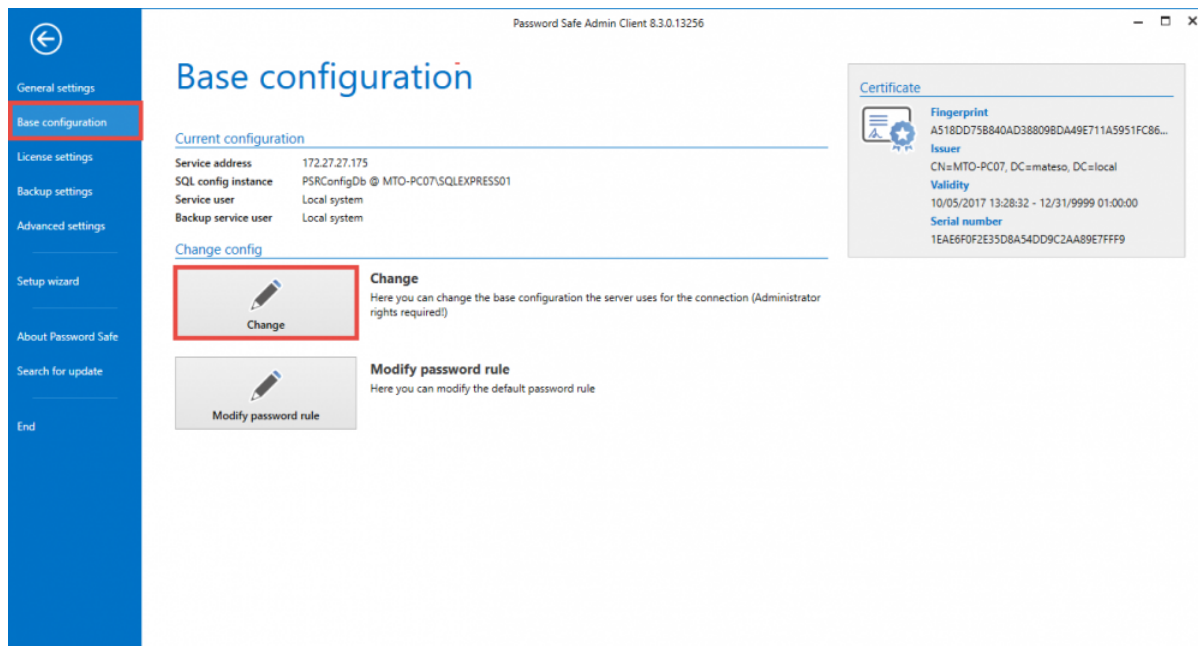 Password Safe Admin Client 8.3.0.13256
General settings
Base configuration
License settings
Backup settings
Advanced settings
Setup wizard
About Password Safe
Search for update
End
Base configuration
Current configuration
Service address 172.27.27.175
SQL config instance PSRConfigDb @ MTO-PC07\SQLEXPRESS01
Service user Local system
Backup service user Local system
Change config
Change
Change
Here you can change the base configuration the server uses for the connection (Administrator
rights required!)
Modify password rule
Modify password rule
Here you can modify the default password rule
Certificate
Fingerprint
A518DD75B840AD38809BDA49E711A5951FC86...
Issuer
CN=MTO-PC07, DC=mateso, DC=local
Validity
10/05/2017 13:28:32 - 12/31/9999 01:00:00
Serial number
1EAE6F0F2E35D8A54DD9C2AA89E7FFF9